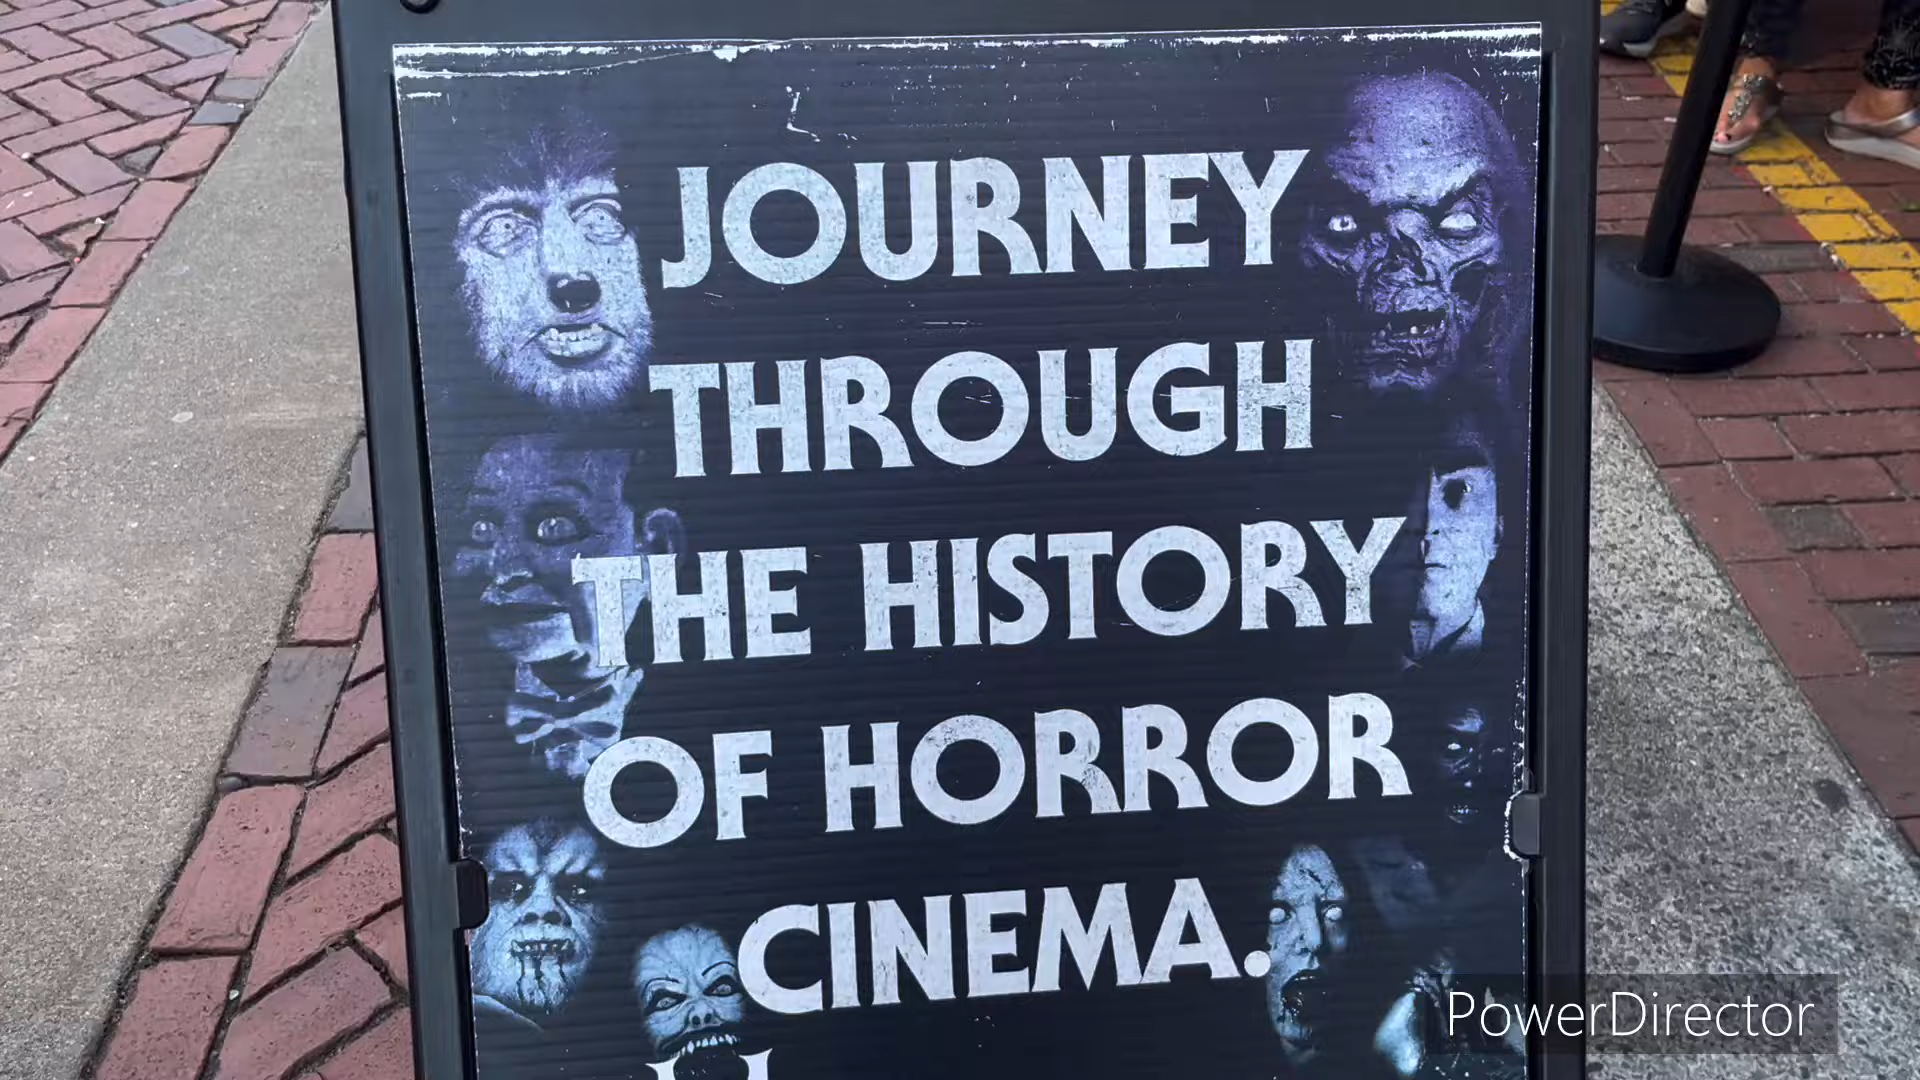 JOURNEY
THROUGH
THE HISTORY
OF HORROR
CINEMA.
PowerDirector